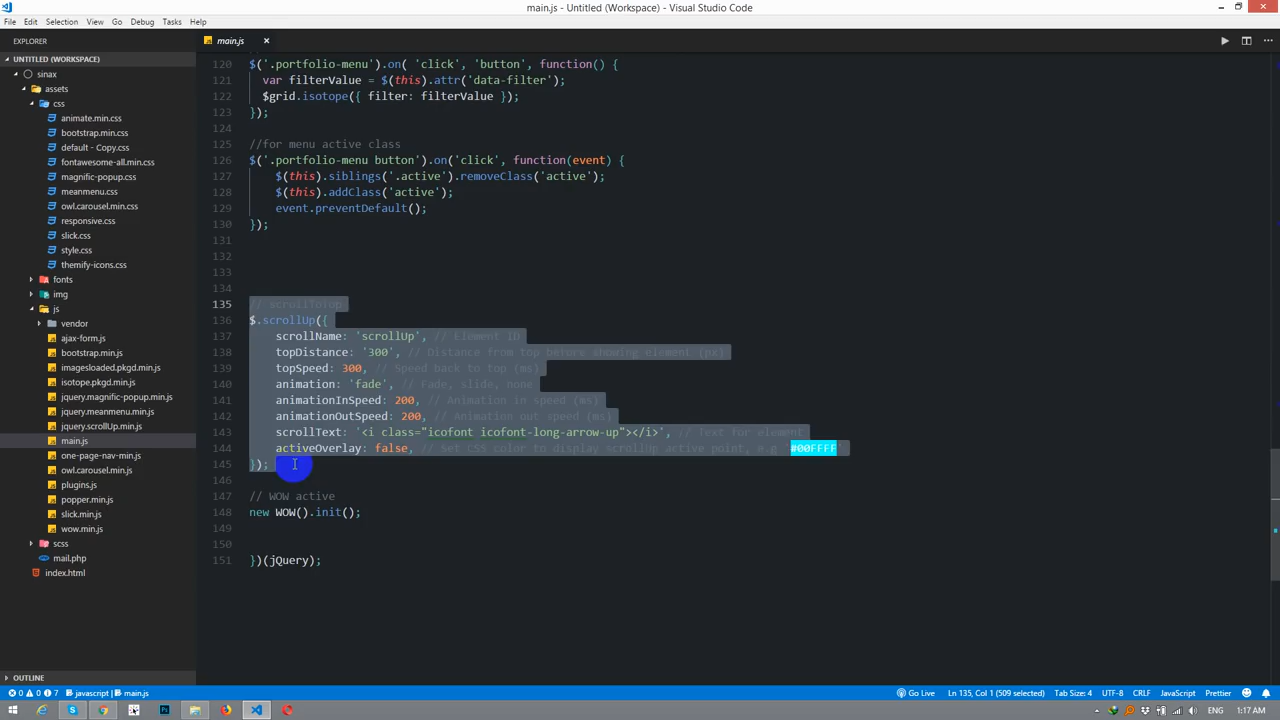 main.js - Untitled (Workspace) - Visual Studio Code
File Edit Selection View Go Debug Tasks Help
EXPLORER
main.js
UNTITLED (WORKSPACE)
sinax
assets
css
animate.min.css
bootstrap.min.css
default - Copy.css
fontawesome-all.min.css
magnific-popup.css
meanmenu.css
owl.carousel.min.css
responsive.css
slick.css
style.css
themify-icons.css
fonts
img
js
vendor
ajax-form.js
bootstrap.min.js
imagesloaded.pkgd.min.js
isotope.pkgd.min.js
jquery.magnific-popup.min.js
jquery.meanmenu.min.js
jquery.scrollUp.min.js
main.js
one-page-nav-min.js
owl.carousel.min.js
plugins.js
popper.min.js
slick.min.js
wow.min.js
scss
mail.php
index.html
OUTLINE
120 $('.portfolio-menu').on( 'click', 'button', function() {
121 var filterValue = $(this).attr('data-filter');
122 $grid.isotope({ filter: filterValue });
123 });
124
125 //for menu active class
126 $('.portfolio-menu button').on('click', function(event) {
127 $(this).siblings('.active').removeClass('active');
128 $(this).addClass('active');
129 event.preventDefault();
130 });
131
132
133
134
135 // scrollToTop
136 $.scrollUp({
137 scrollName: 'scrollUp', // Element ID
138 topDistance: '300', // Distance from top before showing element (px)
139 topSpeed: 300, // Speed back to top (ms)
140 animation: 'fade', // Fade, slide, none
141 animationInSpeed: 200, // Animation in speed (ms)
142 animationOutSpeed: 200, // Animation out speed (ms)
143 scrollText: '<i class="icofont icofont-long-arrow-up"></i>', // Text for element
144 activeOverlay: false, // Set CSS color to display scrollUp active point, e.g '#00FFFF'
145 });
146
147 // WOW active
148 new WOW().init();
149
150
151 })(jQuery);
0 0 7 javascript | main.js Go Live Ln 135, Col 1 (509 selected) Tab Size: 4 UTF-8 CRLF JavaScript Prettier
ENG 1:17 AM